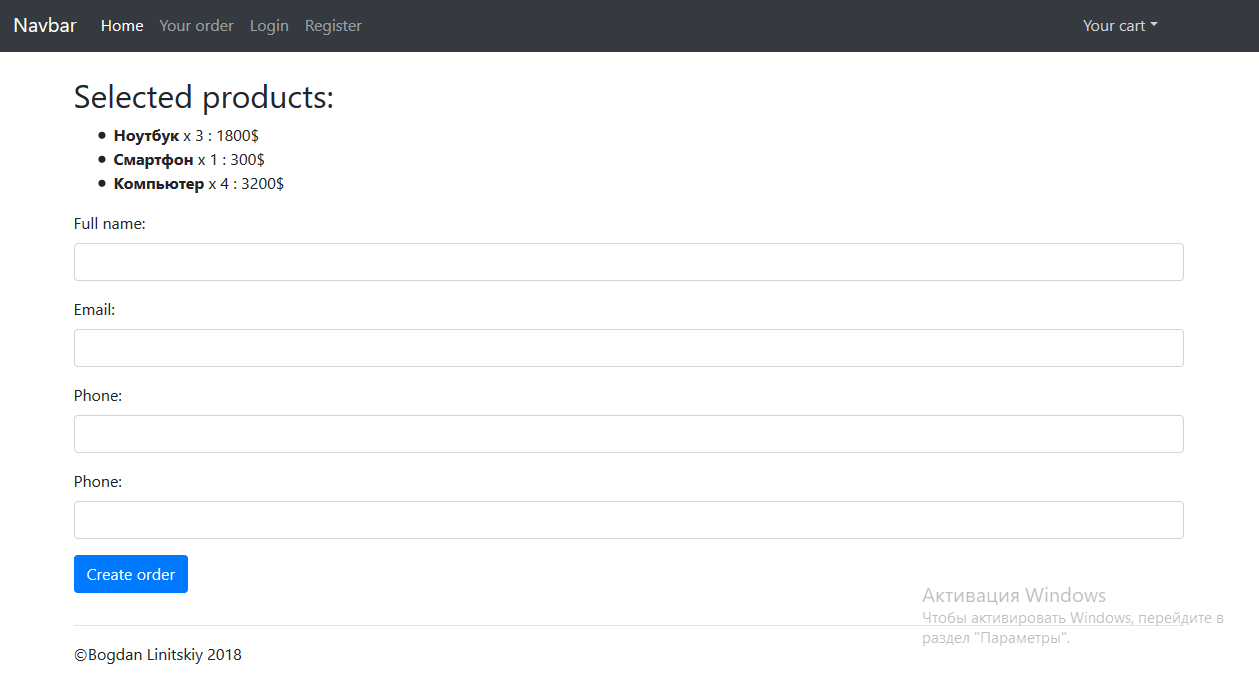 Navbar Home Your order Login Register Your cart
Selected products:
Ноутбук x 3 : 1800$
Смартфон x 1 : 300$
Компьютер x 4 : 3200$
Full name:
Email:
Phone:
Phone:
Create order
Активация Windows
Чтобы активировать Windows, перейдите в
раздел "Параметры".
©Bogdan Linitskiy 2018